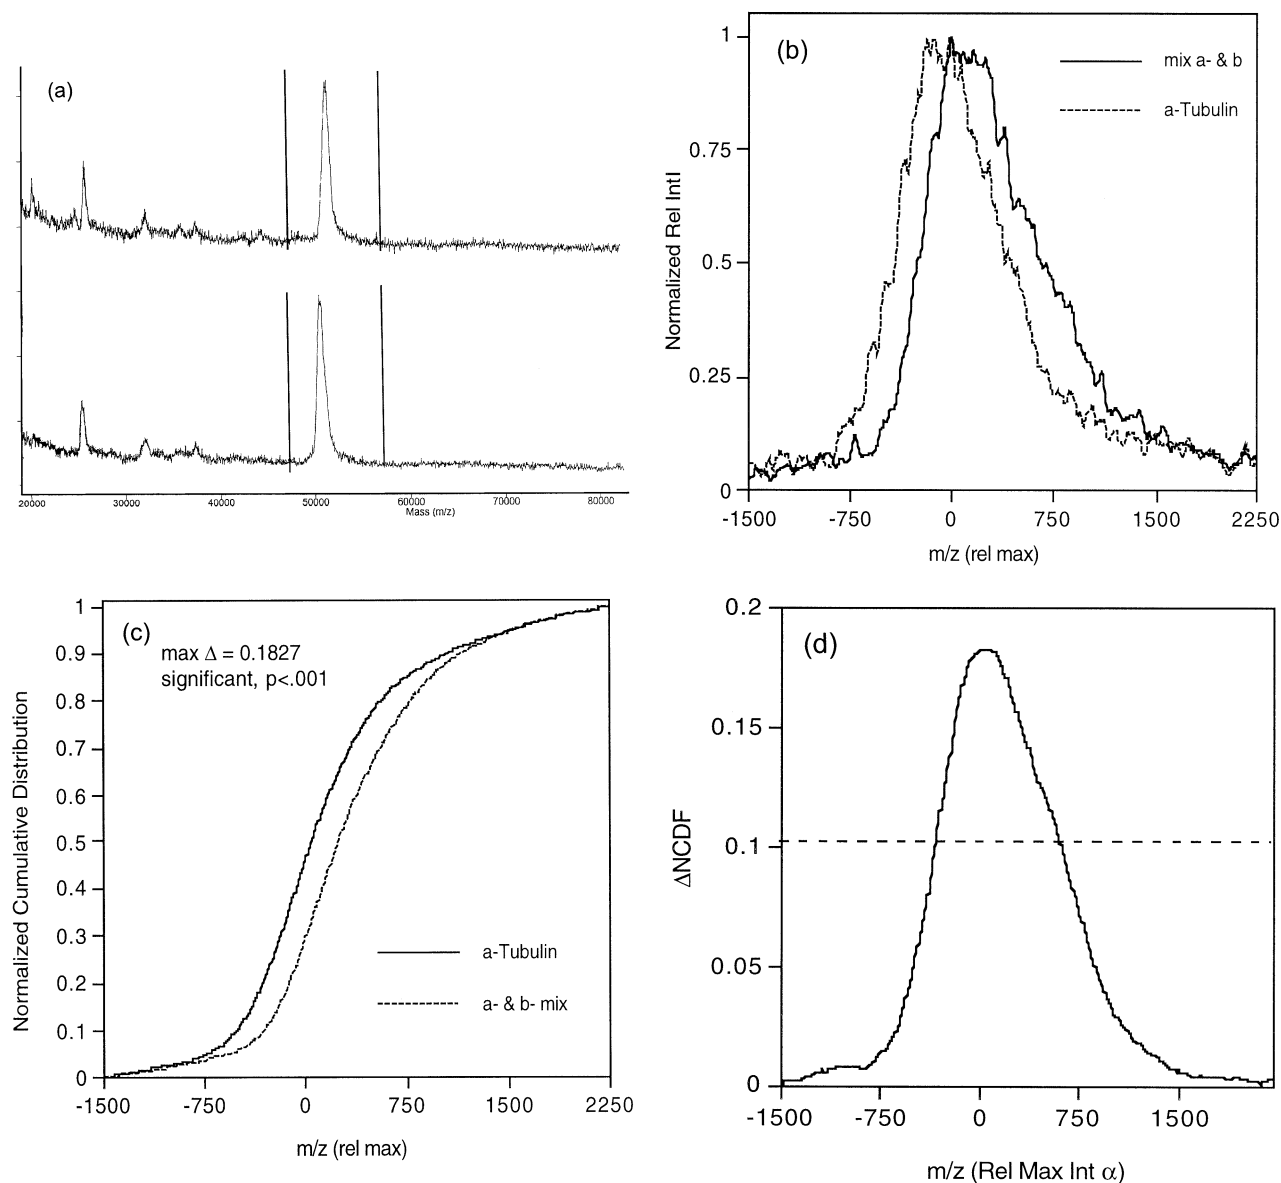 (a)
20000 30000 40000 50000 60000 70000 80000
Mass (m/z)
(b)
mix a- & b
a-Tubulin
1
0.75
0.5
0.25
0
Normalized Rel Intl
-1500 -750 0 750 1500 2250
m/z (rel max)
(c)
max Δ = 0.1827
significant, p<.001
1
0.9
0.8
0.7
0.6
0.5
0.4
0.3
0.2
0.1
0
Normalized Cumulative Distribution
a-Tubulin
a- & b- mix
-1500 -750 0 750 1500 2250
m/z (rel max)
(d)
0.2
0.15
0.1
0.05
0
ΔNCDF
-1500 -750 0 750 1500
m/z (Rel Max Int α)